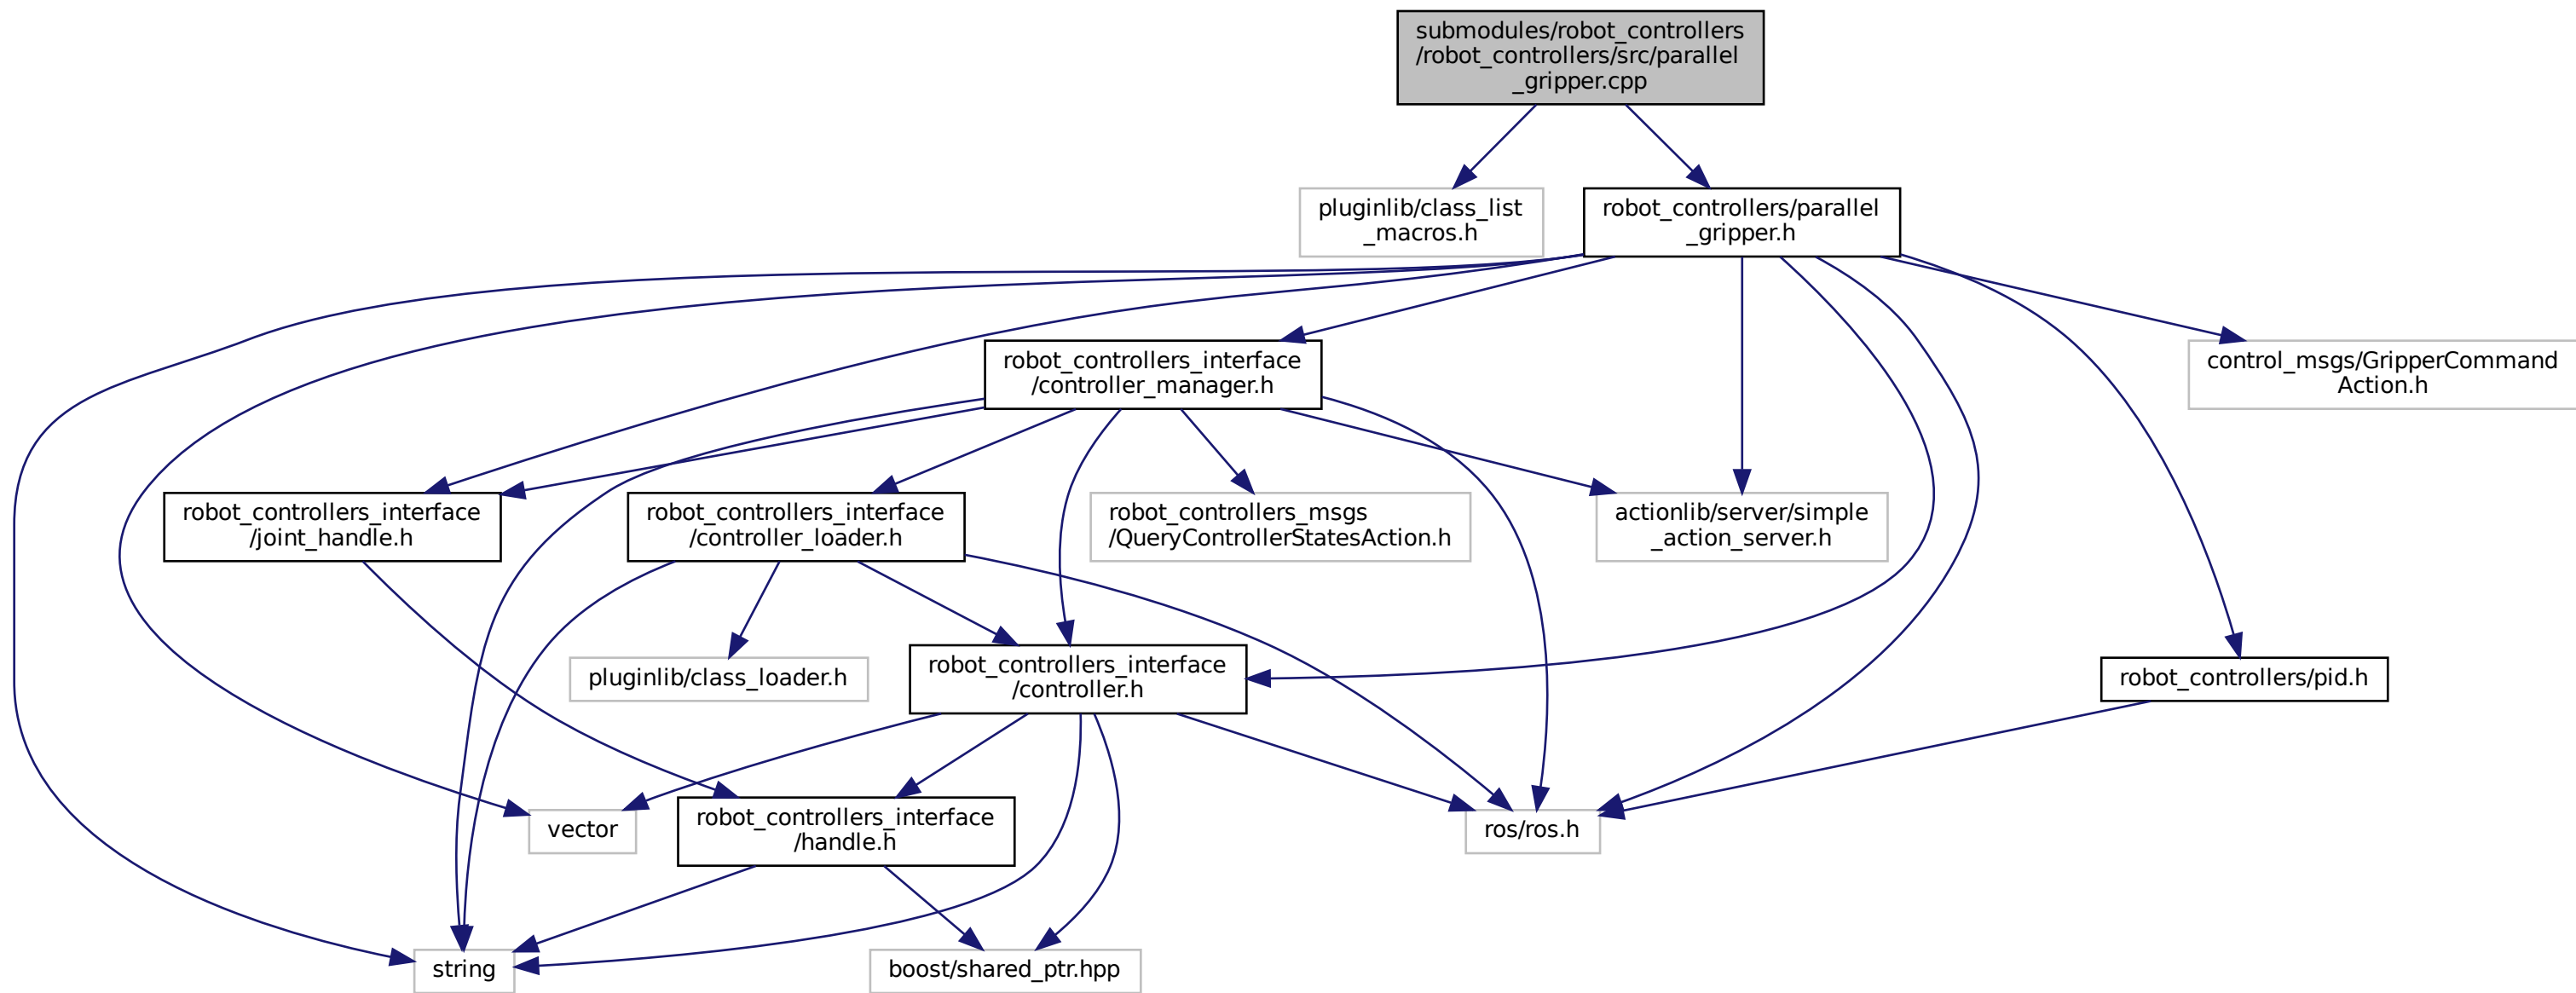 submodules/robot_controllers
/robot_controllers/src/parallel
_gripper.cpp
pluginlib/class_list
_macros.h
robot_controllers/parallel
_gripper.h
robot_controllers_interface
/controller_manager.h
control_msgs/GripperCommand
Action.h
robot_controllers_interface
/joint_handle.h
robot_controllers_interface
/controller_loader.h
robot_controllers_msgs
/QueryControllerStatesAction.h
actionlib/server/simple
_action_server.h
pluginlib/class_loader.h
robot_controllers_interface
/controller.h
robot_controllers/pid.h
vector
robot_controllers_interface
/handle.h
ros/ros.h
string
boost/shared_ptr.hpp